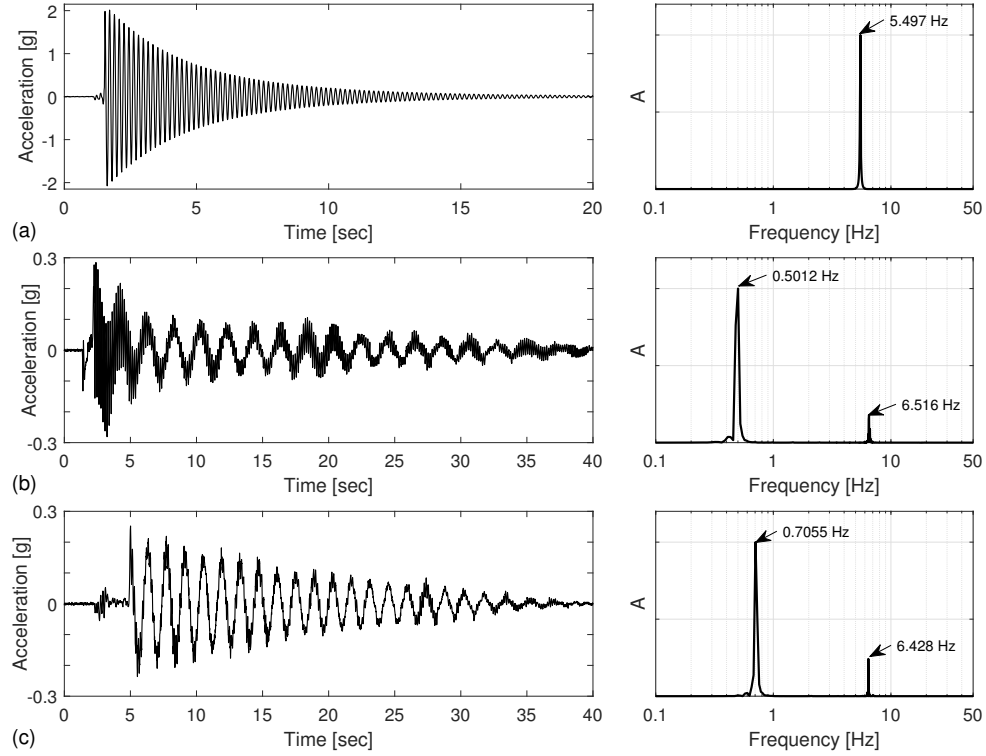 2
1
0
-1
-2
Acceleration [g]
0 5 10 15 20
Time [sec]
(a)
A
5.497 Hz
0.1 1 10 50
Frequency [Hz]
0.3
0
-0.3
Acceleration [g]
0 5 10 15 20 25 30 35 40
Time [sec]
(b)
A
0.5012 Hz
6.516 Hz
0.1 1 10 50
Frequency [Hz]
0.3
0
-0.3
Acceleration [g]
0 5 10 15 20 25 30 35 40
Time [sec]
(c)
A
0.7055 Hz
6.428 Hz
0.1 1 10 50
Frequency [Hz]